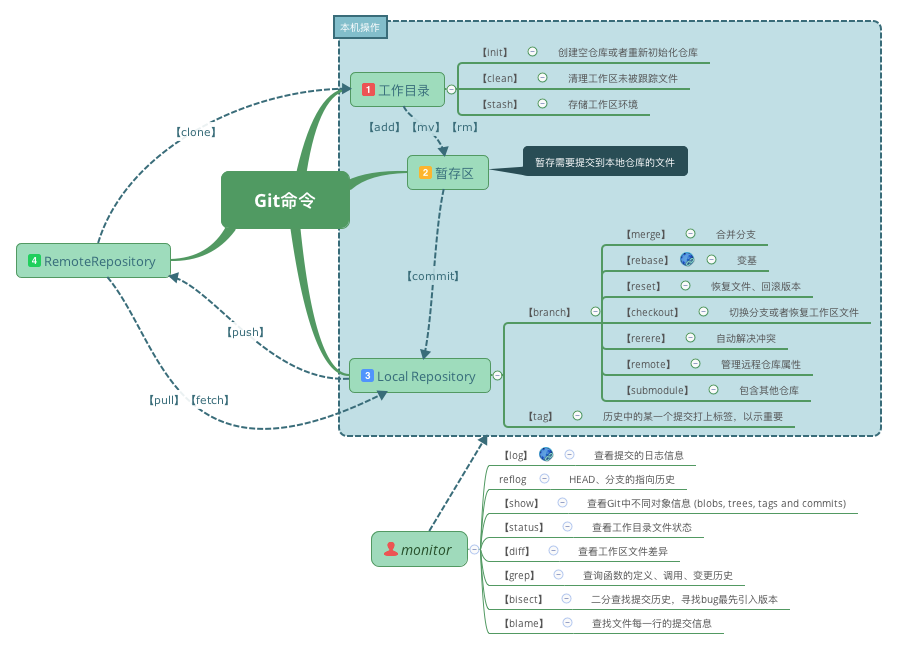 本机操作
【init】 创建空仓库或者重新初始化仓库
1 工作目录
【clean】 清理工作区未被跟踪文件
【stash】 存储工作区环境
【clone】
【add】【mv】【rm】
2 暂存区
暂存需要提交到本地仓库的文件
Git命令
4 RemoteRepository
【commit】
【push】
【pull】【fetch】
3 Local Repository
【branch】
【merge】 合并分支
【rebase】 变基
【reset】 恢复文件、回滚版本
【checkout】 切换分支或者恢复工作区文件
【rerere】 自动解决冲突
【remote】 管理远程仓库属性
【submodule】 包含其他仓库
【tag】 历史中的某一个提交打上标签，以示重要
monitor
【log】 查看提交的日志信息
reflog HEAD、分支的指向历史
【show】 查看Git中不同对象信息 (blobs, trees, tags and commits)
【status】 查看工作目录文件状态
【diff】 查看工作区文件差异
【grep】 查询函数的定义、调用、变更历史
【bisect】 二分查找提交历史，寻找bug最先引入版本
【blame】 查找文件每一行的提交信息